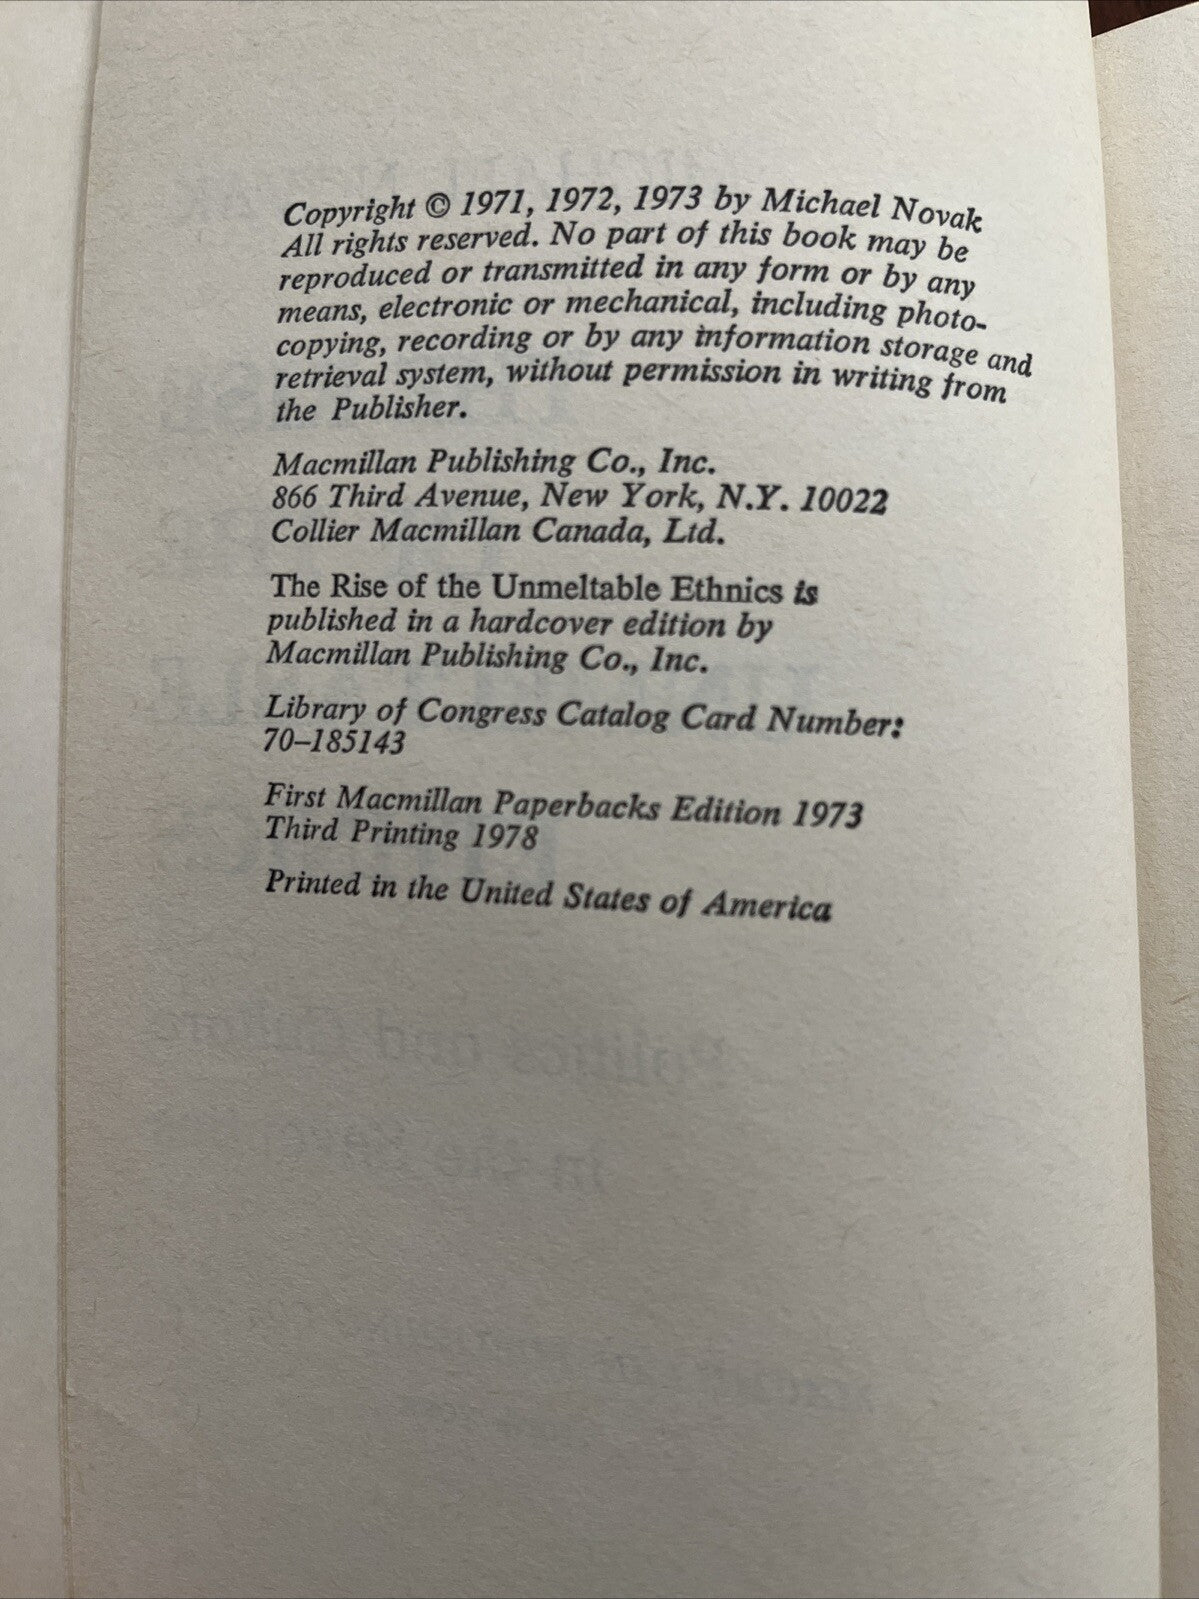 Copyright © 1971, 1972, 1973 by Michael Novak
All rights reserved. No part of this book may be
reproduced or transmitted in any form or by any
means, electronic or mechanical, including photo-
copying, recording or by any information storage and
retrieval system, without permission in writing from
the Publisher.
Macmillan Publishing Co., Inc.
866 Third Avenue, New York, N.Y. 10022
Collier Macmillan Canada, Ltd.
The Rise of the Unmeltable Ethnics is
published in a hardcover edition by
Macmillan Publishing Co., Inc.
Library of Congress Catalog Card Number:
70–185143
First Macmillan Paperbacks Edition 1973
Third Printing 1978
Printed in the United States of America